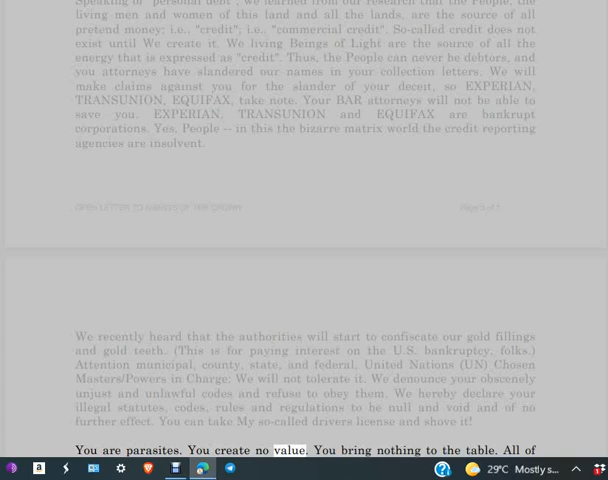 Speaking of "personal debt", we learned from our research that the People, the
living men and women of this land and all the lands, are the source of all
pretend money; i.e., "credit"; i.e., "commercial credit". So-called credit does not
exist until We create it. We living Beings of Light are the source of all the
energy that is expressed as "credit". Thus, the People can never be debtors, and
you attorneys have slandered our names in your collection letters. We will
make claims against you for the slander of your deceit, so EXPERIAN,
TRANSUNION, EQUIFAX, take note. Your BAR attorneys will not be able to
save you. EXPERIAN, TRANSUNION and EQUIFAX are bankrupt
corporations. Yes, People -- in this the bizarre matrix world the credit reporting
agencies are insolvent.
OPEN LETTER TO OF THE CROWN
Page
We recently heard that the authorities will start to confiscate our gold fillings
and gold teeth. (This is for paying interest on the U.S. bankruptcy, folks.)
Attention municipal, county, state, and federal, United Nations (UN) Chosen
Masters/Powers in Charge: We will not tolerate it. We denounce your obscenely
unjust and unlawful codes and refuse to obey them. We hereby declare your
illegal statutes, codes, rules and regulations to be null and void and of no
further effect. You can take My so-called drivers license and shove it!
You are parasites. You create no value. You bring nothing to the table. All of
29°C Mostly s...